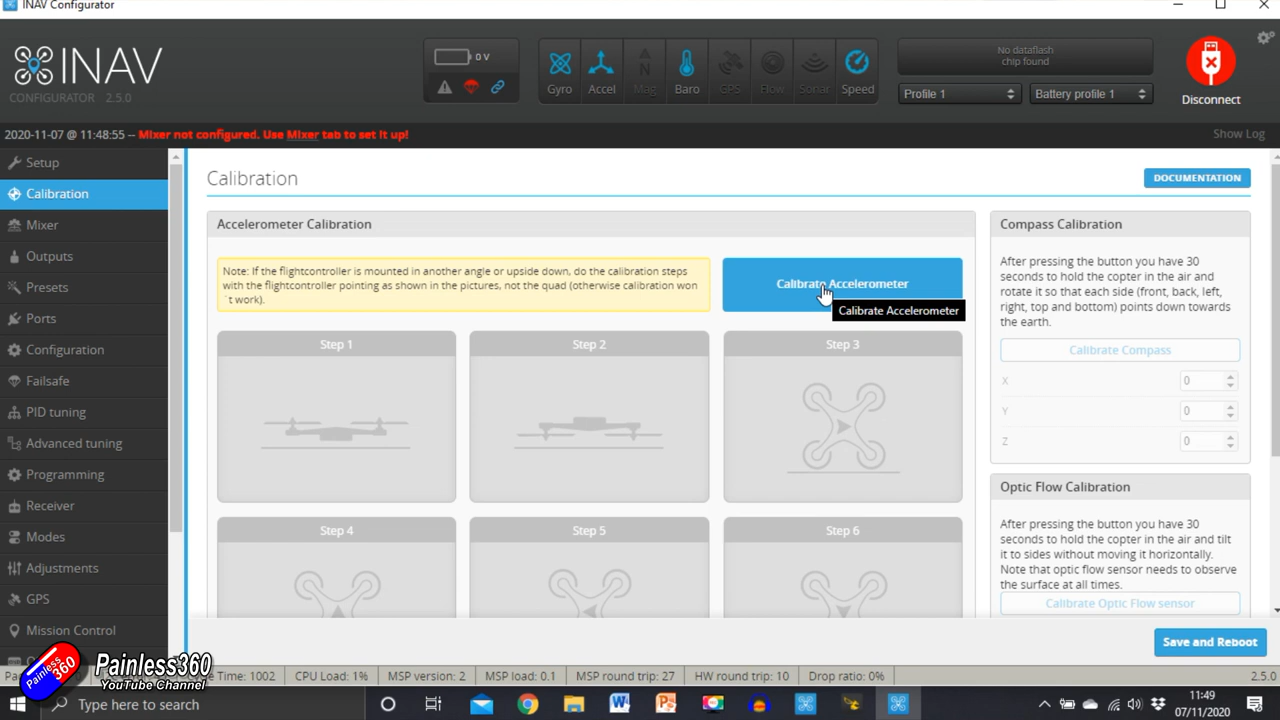 INAV Configurator
INAV
CONFIGURATOR 2.5.0
0 V
Gyro
Accel
Mag
Baro
GPS
Flow
Sonar
Speed
No dataflash
chip found
Profile 1
Battery profile 1
Disconnect
2020-11-07 @ 11:48:55 -- Mixer not configured. Use Mixer tab to set it up!
Show Log
Setup
Calibration
Mixer
Outputs
Presets
Ports
Configuration
Failsafe
PID tuning
Advanced tuning
Programming
Receiver
Modes
Adjustments
GPS
Mission Control
Calibration
DOCUMENTATION
Accelerometer Calibration
Note: If the flightcontroller is mounted in another angle or upside down, do the calibration steps
with the flightcontroller pointing as shown in the pictures, not the quad (otherwise calibration won
`t work).
Calibrate Accelerometer
Calibrate Accelerometer
Step 1
Step 2
Step 3
Step 4
Step 5
Step 6
Compass Calibration
After pressing the button you have 30
seconds to hold the copter in the air and
rotate it so that each side (front, back, left,
right, top and bottom) points down towards
the earth.
Calibrate Compass
X 0
Y 0
Z 0
Optic Flow Calibration
After pressing the button you have 30
seconds to hold the copter in the air and tilt
it to sides without moving it horizontally.
Note that optic flow sensor needs to observe
the surface at all times.
Calibrate Optic Flow sensor
Save and Reboot
Time: 1002
CPU Load: 1%
MSP version: 2
MSP load: 0.1
MSP round trip: 27
HW round trip: 10
Drop ratio: 0%
2.5.0
Painless
360
Painless360
YouTube Channel
Type here to search
11:49
07/11/2020